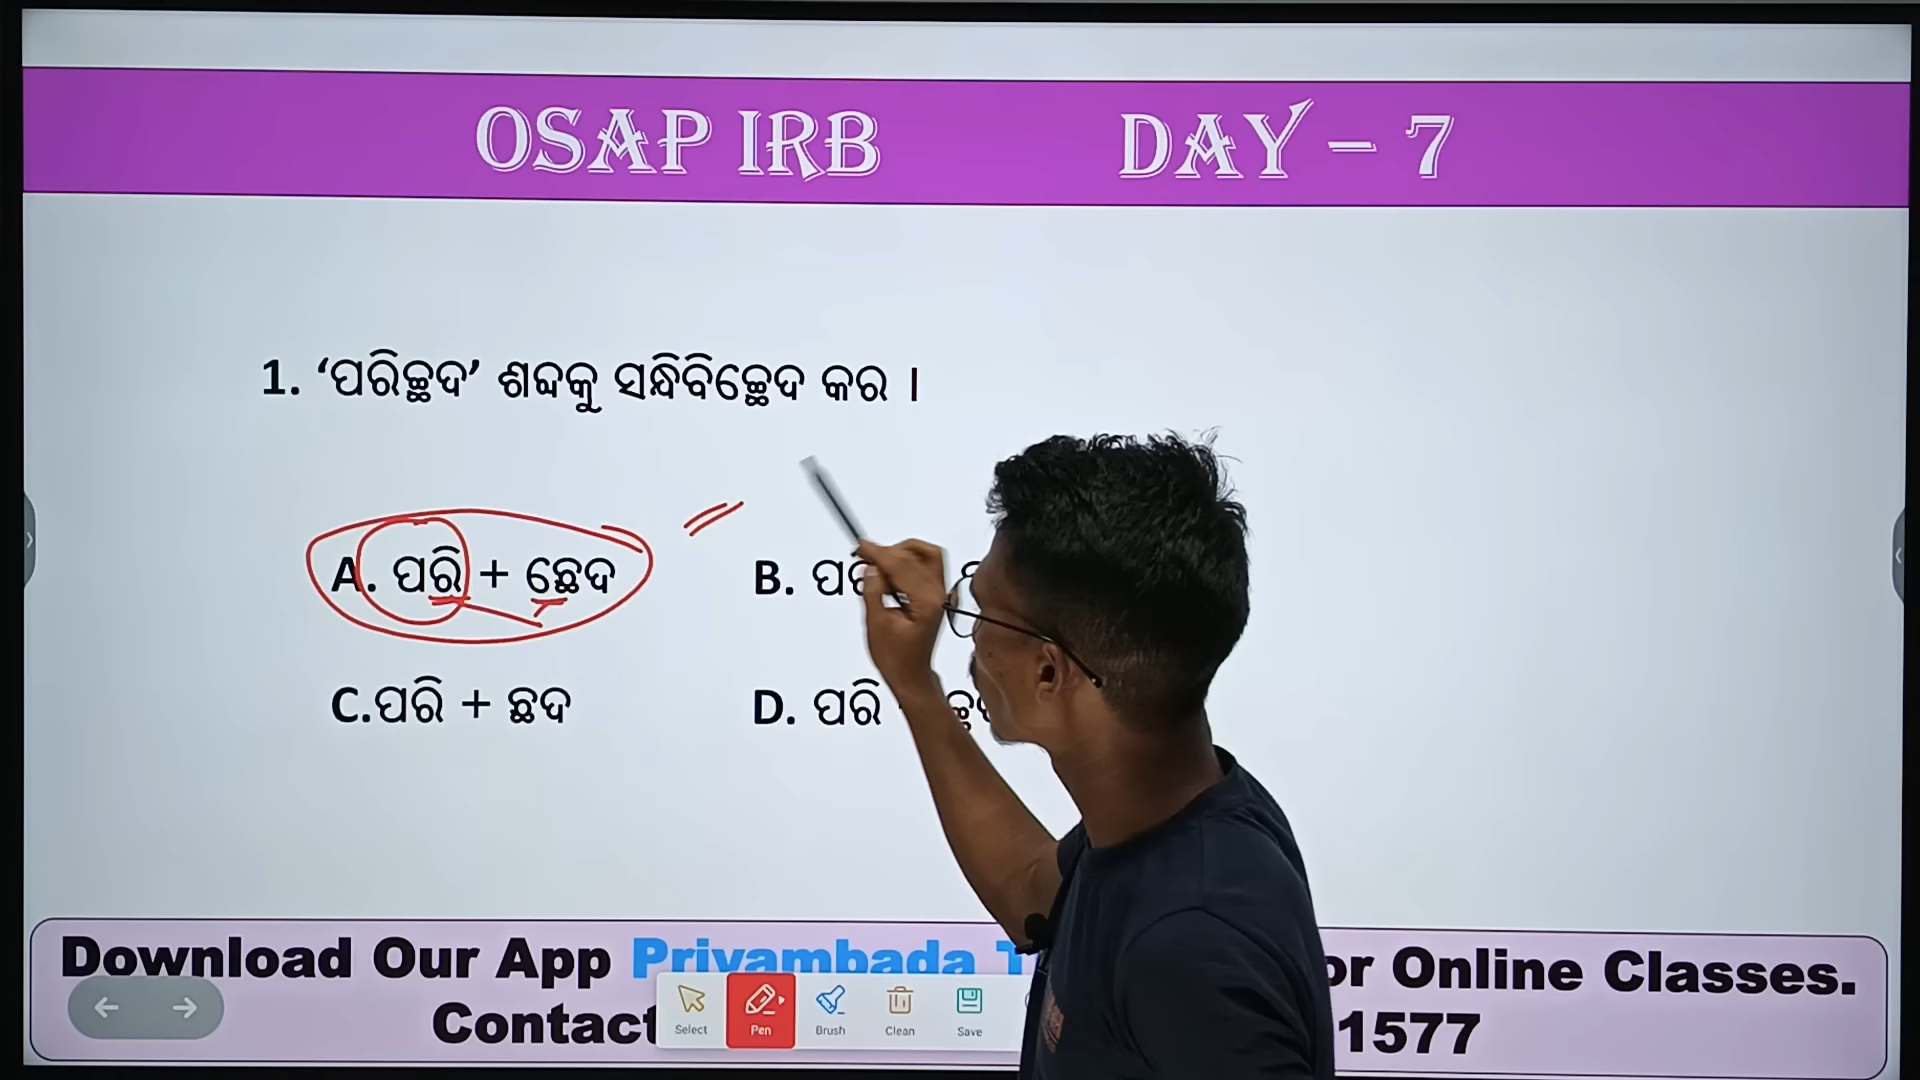 OSAP IRB DAY – 7
1. ‘ପରିଚ୍ଛଦ’ ଶବ୍ଦକୁ ସନ୍ଧିବିଚ୍ଛେଦ କର ।
A. ପରି + ଛେଦ B.
C.ପରି + ଛଦ D. ପରି
Download Our App Priyambada or Online Classes.
Contact 1577
Select Pen Brush Clean Save